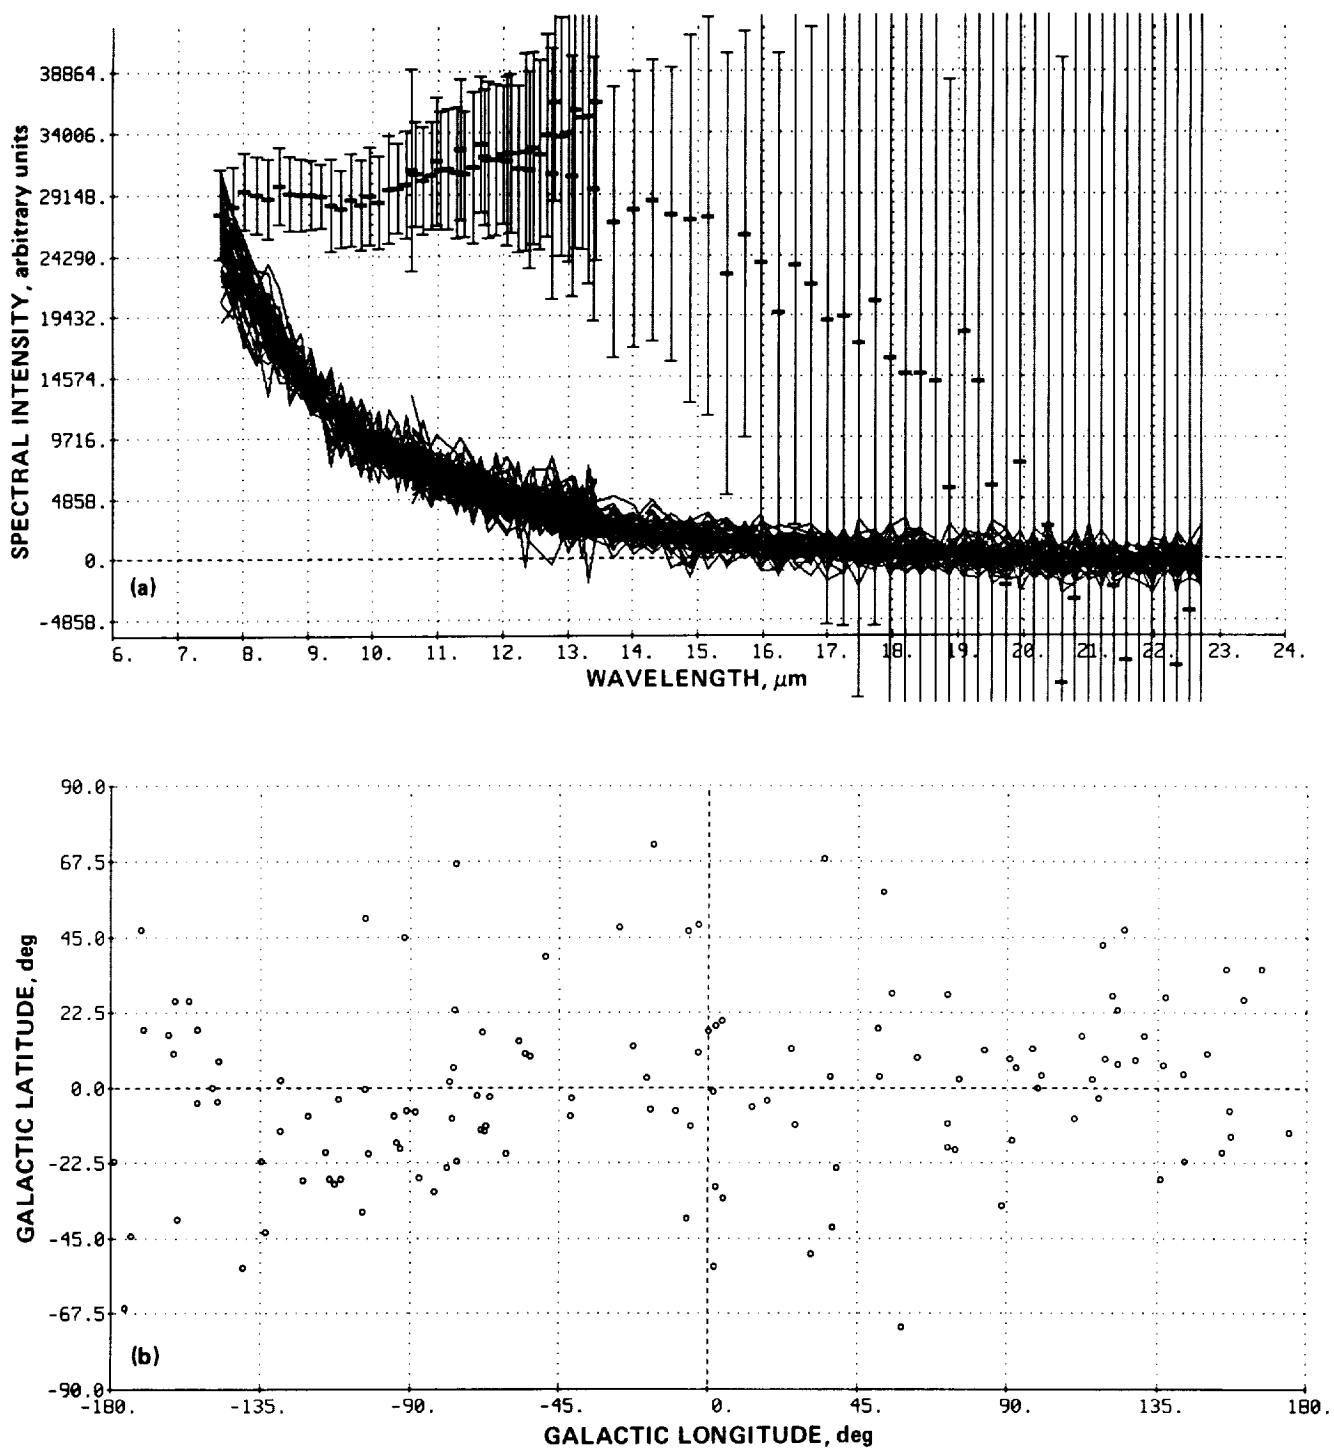 SPECTRAL INTENSITY, arbitrary units
38864.
34006.
29148.
24290.
19432.
14574.
9716.
4858.
0.
-4858.
(a)
6. 7. 8. 9. 10. 11. 12. 13. 14. 15. 16. 17. 18. 19. 20. 21. 22. 23. 24.
WAVELENGTH, μm
GALACTIC LATITUDE, deg
90.0
67.5
45.0
22.5
0.0
-22.5
-45.0
-67.5
-90.0
(b)
-180. -135. -90. -45. 0. 45. 90. 135. 180.
GALACTIC LONGITUDE, deg